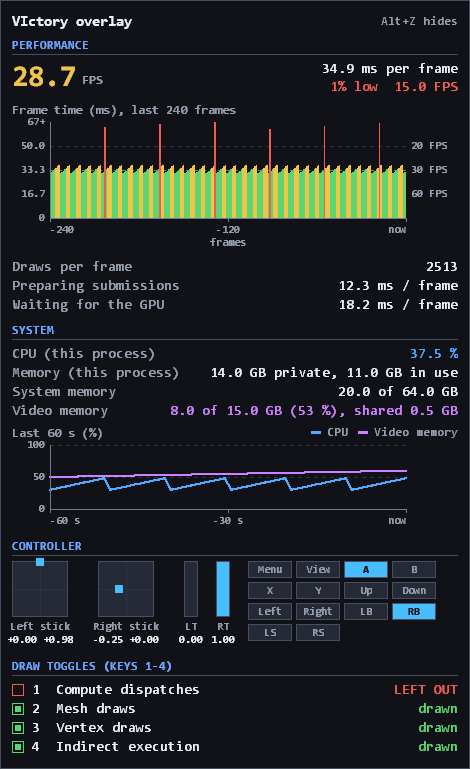 VIctory overlay Alt+Z hides
PERFORMANCE
28.7 FPS 34.9 ms per frame
1% low 15.0 FPS
Frame time (ms), last 240 frames
67+
50.0 20 FPS
33.3 30 FPS
16.7 60 FPS
0
-240 -120 now
frames
Draws per frame 2513
Preparing submissions 12.3 ms / frame
Waiting for the GPU 18.2 ms / frame
SYSTEM
CPU (this process) 37.5 %
Memory (this process) 14.0 GB private, 11.0 GB in use
System memory 20.0 of 64.0 GB
Video memory 8.0 of 15.0 GB (53 %), shared 0.5 GB
Last 60 s (%) CPU Video memory
100
50
0
-60 s -30 s now
CONTROLLER
Menu View A B
X Y Up Down
Left Right LB RB
LS RS
Left stick Right stick LT RT
+0.00 +0.98 -0.25 +0.00 0.00 1.00
DRAW TOGGLES (KEYS 1-4)
1 Compute dispatches LEFT OUT
2 Mesh draws drawn
3 Vertex draws drawn
4 Indirect execution drawn